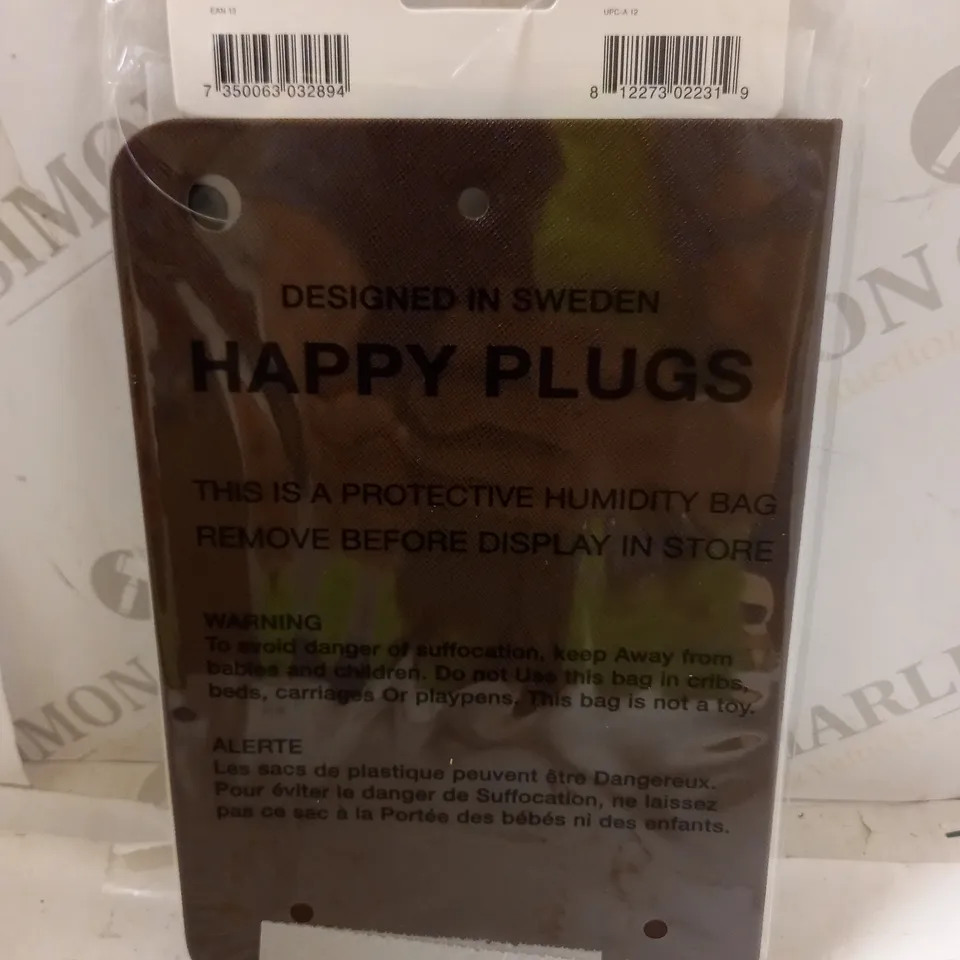 EAN 13
UPC-A 12
7 350063 032894
8 12273 02231 9
DESIGNED IN SWEDEN
HAPPY PLUGS
THIS IS A PROTECTIVE HUMIDITY BAG
REMOVE BEFORE DISPLAY IN STORE
WARNING
To avoid danger of suffocation, keep Away from
babies and children. Do not Use this bag in cribs,
beds, carriages Or playpens, This bag is not a toy.
ALERTE
Las sacs de plastique peuvent être Dangereux.
Pour éviter le danger de Suffocation, ne laissez
pas ce sac à la Portée des bébés ni des enfants.
SIMON
ON
SIMON